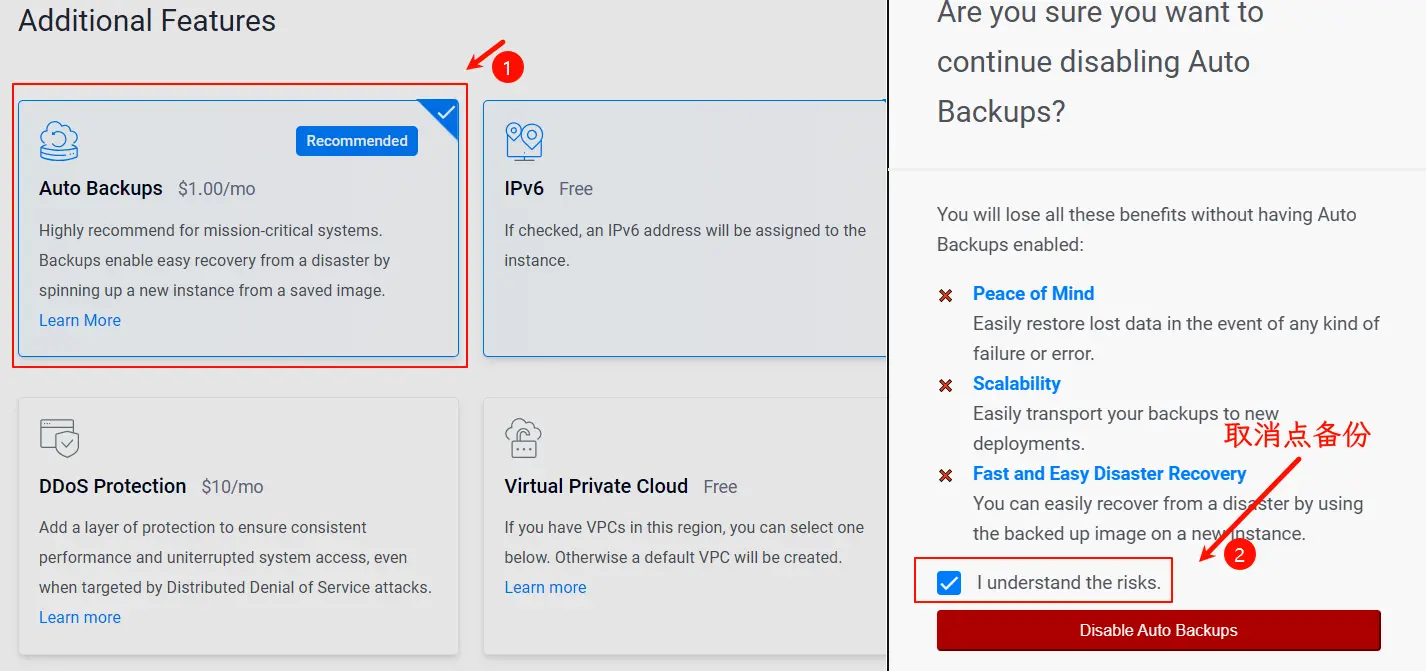 Additional Features
1
Recommended
Auto Backups $1.00/mo
Highly recommend for mission-critical systems.
Backups enable easy recovery from a disaster by
spinning up a new instance from a saved image.
Learn More
IPv6 Free
If checked, an IPv6 address will be assigned to the
instance.
DDoS Protection $10/mo
Add a layer of protection to ensure consistent
performance and uninterrupted system access, even
when targeted by Distributed Denial of Service attacks.
Learn more
Virtual Private Cloud Free
If you have VPCs in this region, you can select one
below. Otherwise a default VPC will be created.
Learn more
Are you sure you want to
continue disabling Auto
Backups?
You will lose all these benefits without having Auto
Backups enabled:
Peace of Mind
Easily restore lost data in the event of any kind of
failure or error.
Scalability
Easily transport your backups to new
deployments.
取消点备份
Fast and Easy Disaster Recovery
You can easily recover from a disaster by using
the backed up image on a new instance.
2
I understand the risks.
Disable Auto Backups